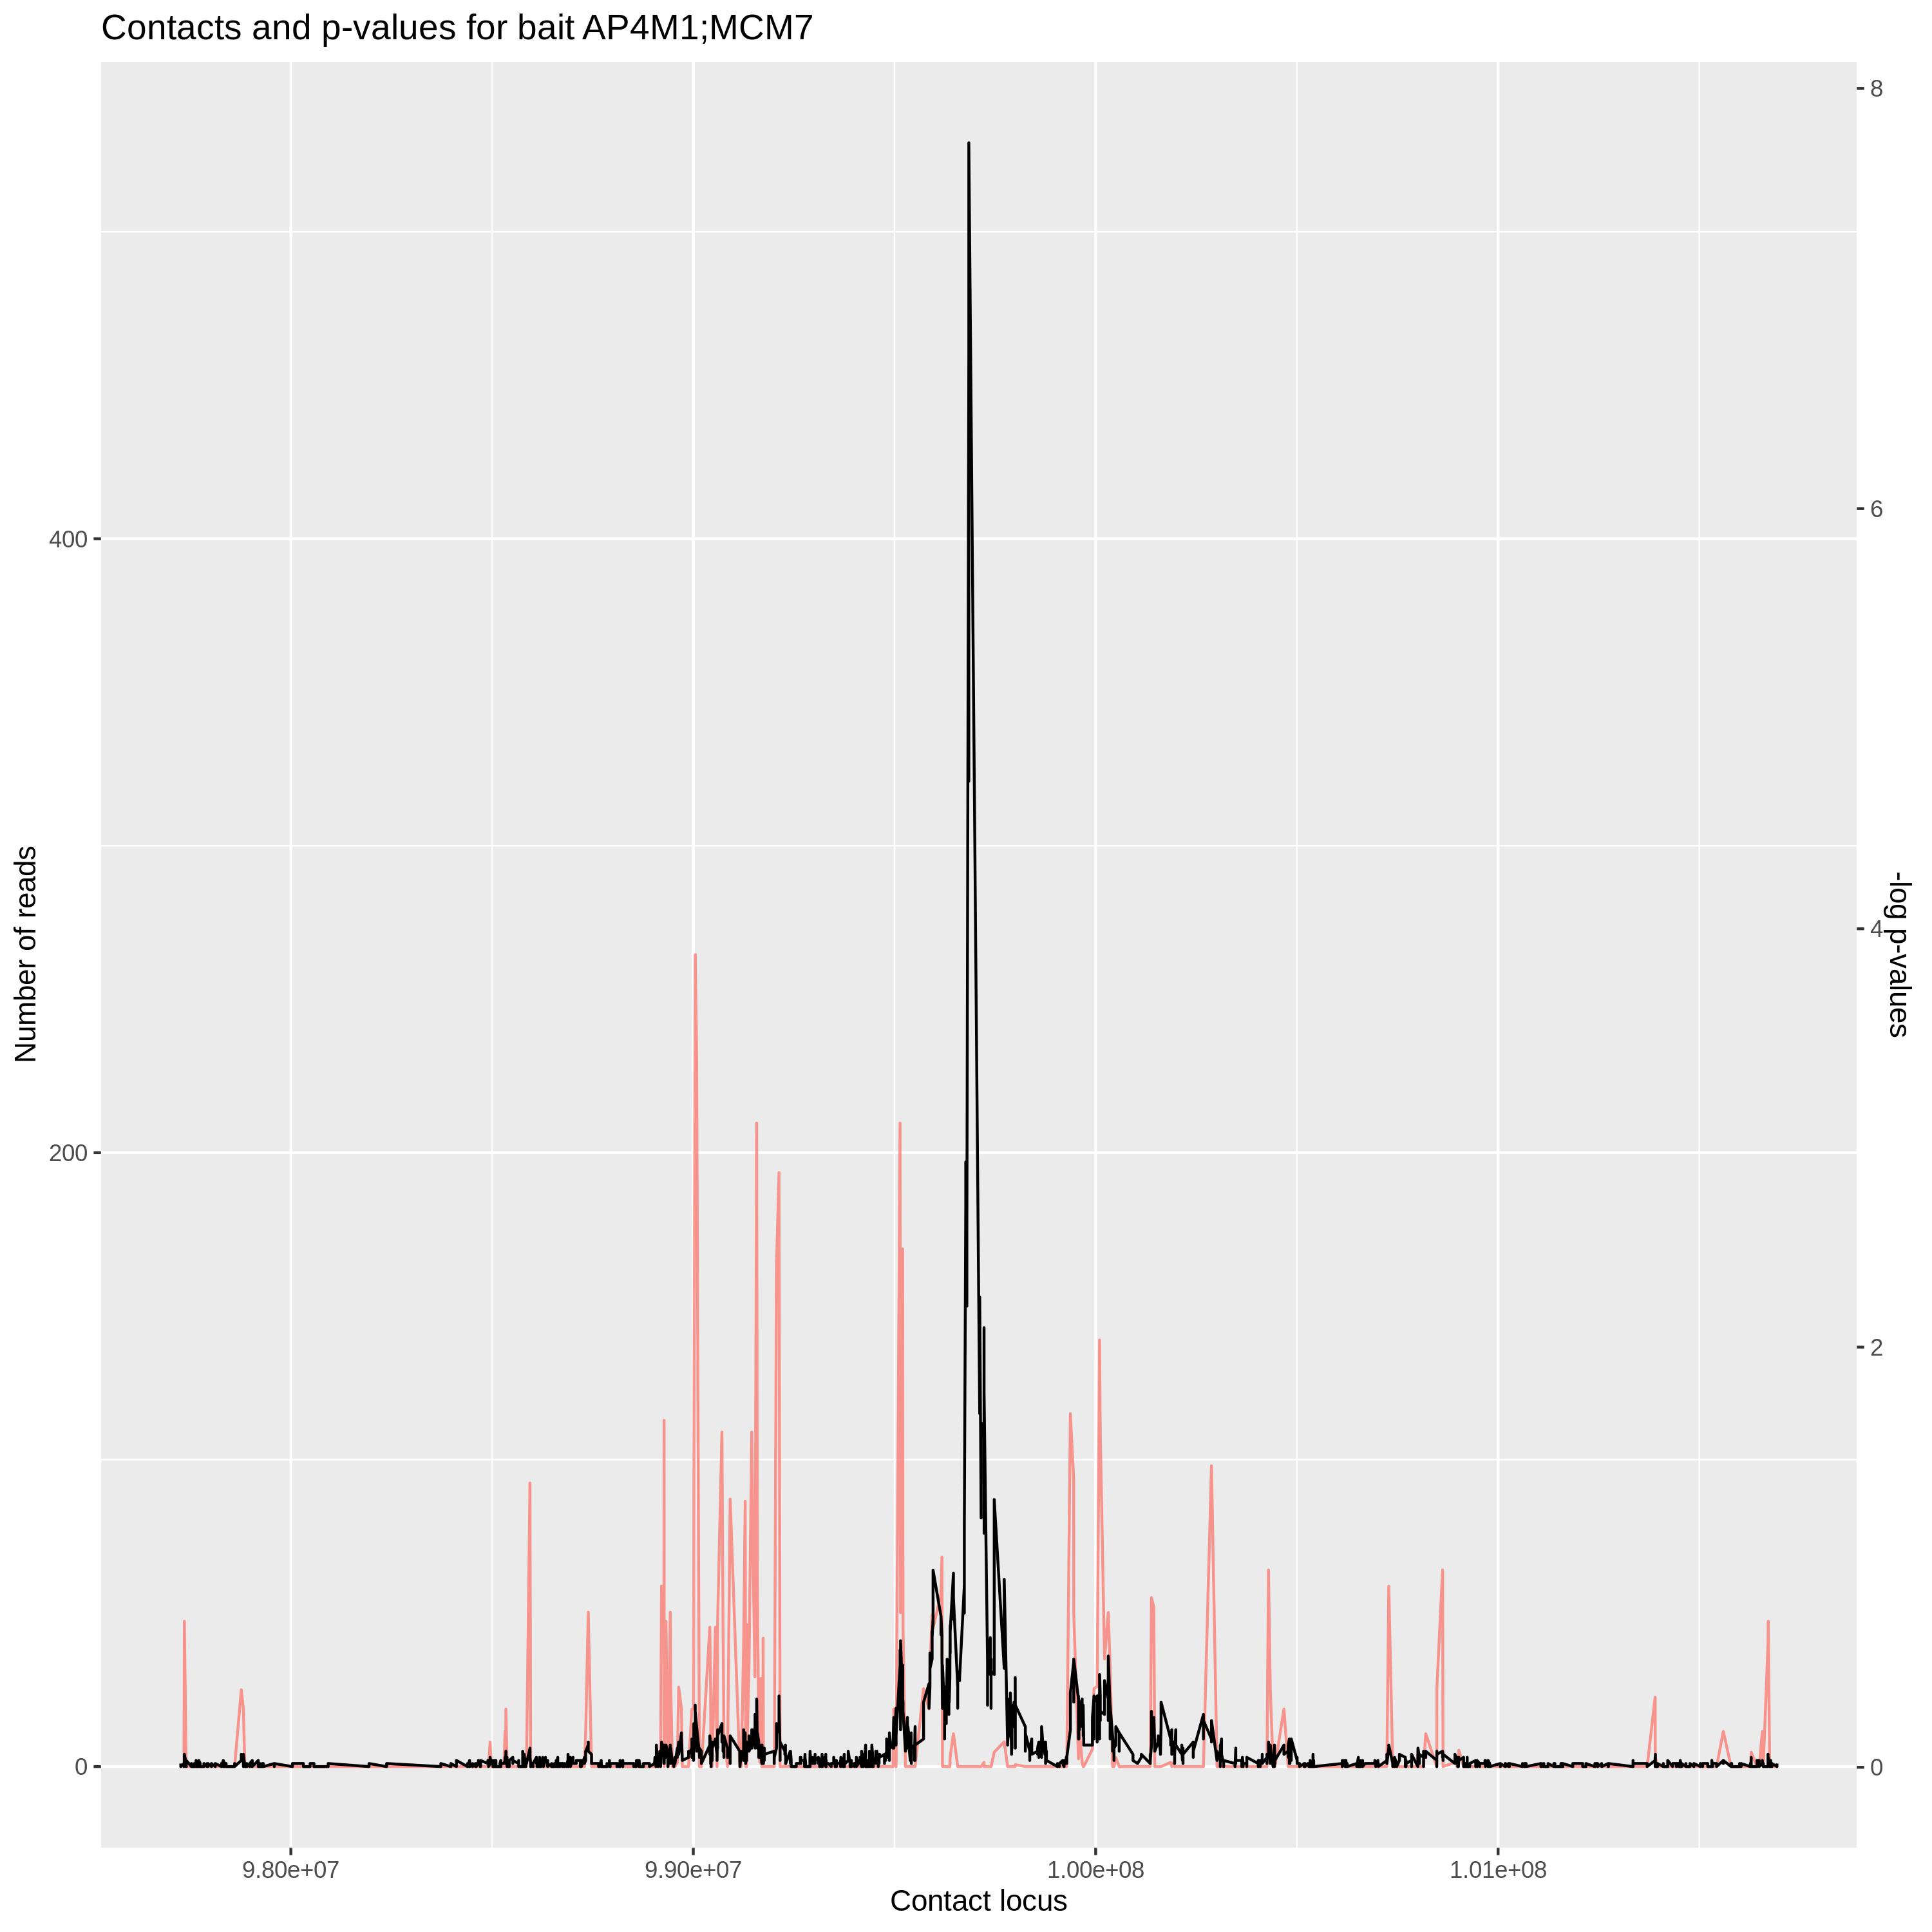 Contacts and p-values for bait AP4M1;MCM7
8
6
400
Number of reads
4
-log p-values
200
2
0
0
9.80e+07
9.90e+07
1.00e+08
1.01e+08
Contact locus